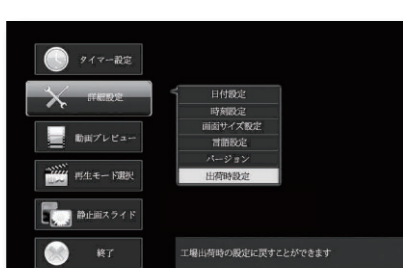 タイマー設定
詳細設定
動画プレビュー
再生モード選択
静止画スライド
終了
日付設定
時刻設定
画面サイズ設定
言語設定
バージョン
出荷時設定
工場出荷時の設定に戻すことができます